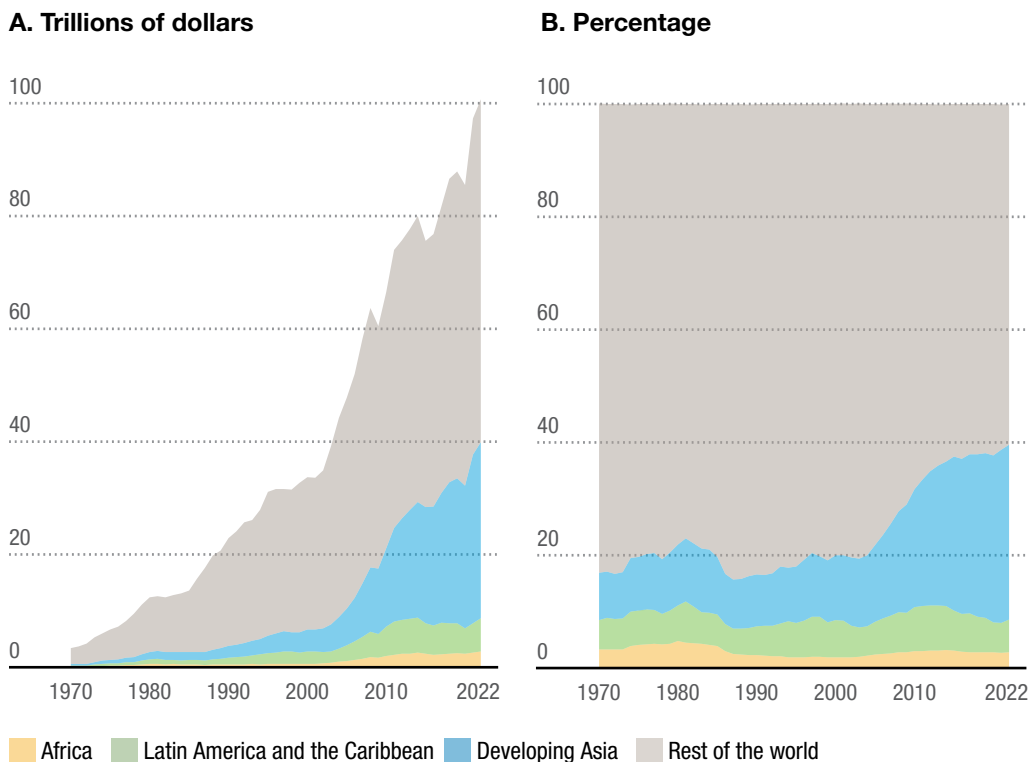 A. Trillions of dollars
100
80
60
40
20
0
1970 1980 1990 2000 2010 2022
B. Percentage
100
80
60
40
20
0
1970 1980 1990 2000 2010 2022
Africa Latin America and the Caribbean Developing Asia Rest of the world